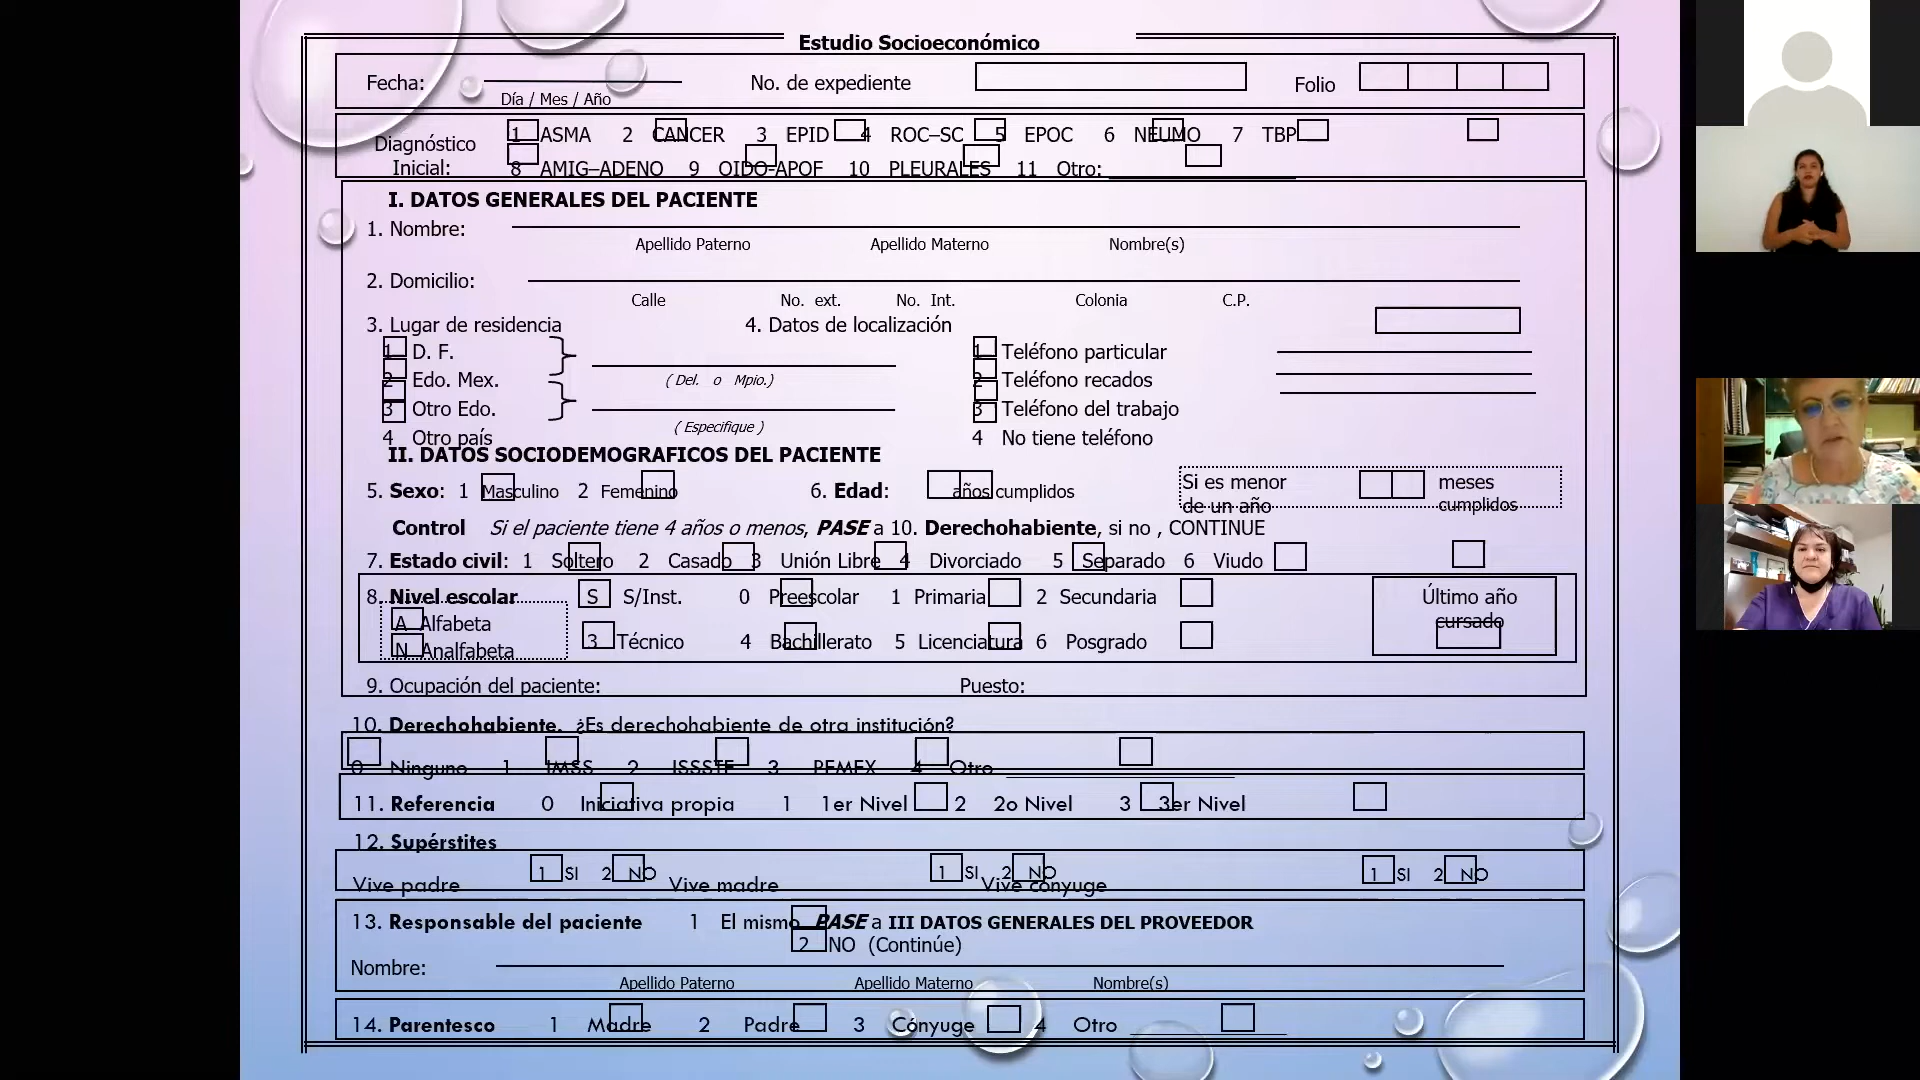 Estudio Socioeconómico
Fecha: No. de expediente Folio
Día / Mes / Año
Diagnóstico Inicial:
1 ASMA 2 CANCER 3 EPID 4 ROC–SC 5 EPOC 6 NEUMO 7 TBP
8 AMIG–ADENO 9 OIDO-APOF 10 PLEURALES 11 Otro:
I. DATOS GENERALES DEL PACIENTE
1. Nombre:
Apellido Paterno Apellido Materno Nombre(s)
2. Domicilio:
Calle No. ext. No. Int. Colonia C.P.
3. Lugar de residencia 4. Datos de localización
1 D. F. 1 Teléfono particular
2 Edo. Mex. ( Del. o Mpio.) 2 Teléfono recados
3 Otro Edo. 3 Teléfono del trabajo
4 Otro país ( Especifique ) 4 No tiene teléfono
II. DATOS SOCIODEMOGRAFICOS DEL PACIENTE
5. Sexo: 1 Masculino 2 Femenino 6. Edad: años cumplidos Si es menor de un año meses cumplidos
Control Si el paciente tiene 4 años o menos, PASE a 10. Derechohabiente, si no , CONTINUE
7. Estado civil: 1 Soltero 2 Casado 3 Unión Libre 4 Divorciado 5 Separado 6 Viudo
8. Nivel escolar S S/Inst. 0 Preescolar 1 Primaria 2 Secundaria Último año cursado
A Alfabeta
N Analfabeta 3 Técnico 4 Bachillerato 5 Licenciatura 6 Posgrado
9. Ocupación del paciente: Puesto:
10. Derechohabiente. ¿Es derechohabiente de otra institución?
0 Ninguno 1 IMSS 2 ISSSTE 3 PEMEX 4 Otro
11. Referencia 0 Iniciativa propia 1 1er Nivel 2 2o Nivel 3 3er Nivel
12. Supérstites
Vive padre 1 SI 2 NO Vive madre 1 SI 2 NO Vive cónyuge 1 SI 2 NO
13. Responsable del paciente 1 El mismo PASE a III DATOS GENERALES DEL PROVEEDOR
2 NO (Continúe)
Nombre:
Apellido Paterno Apellido Materno Nombre(s)
14. Parentesco 1 Madre 2 Padre 3 Cónyuge 4 Otro